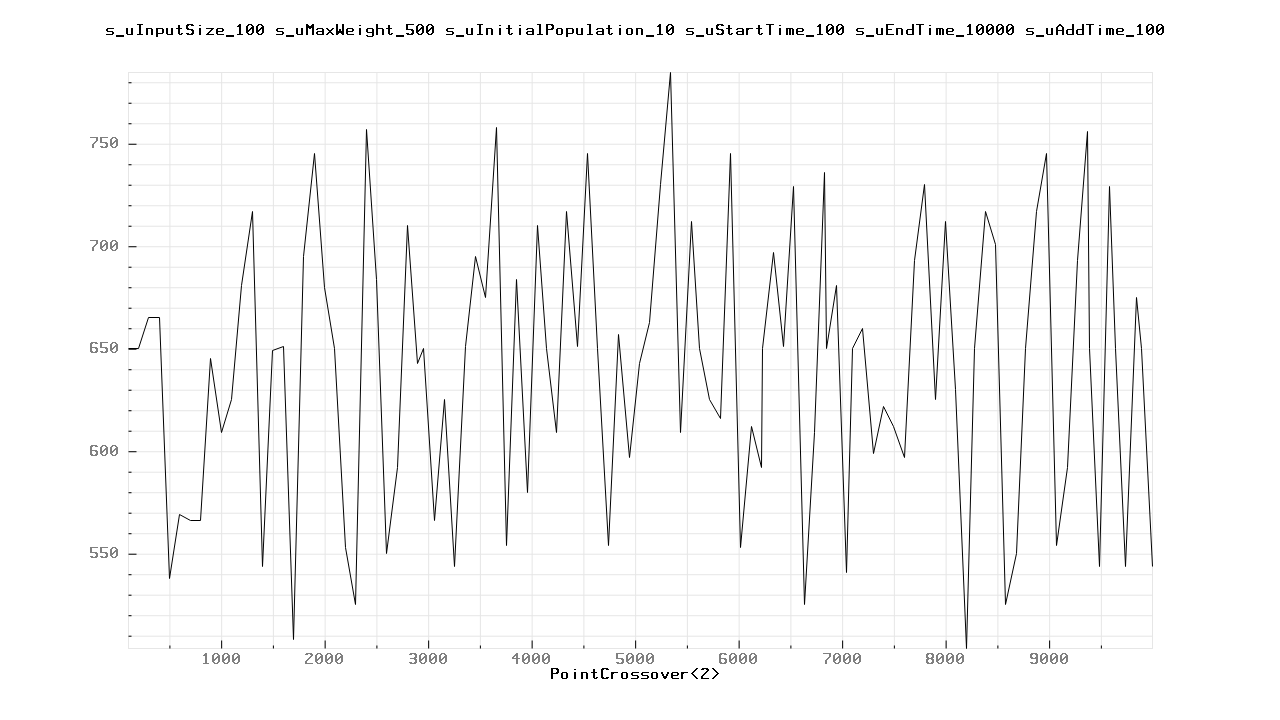 s_uInputSize_100 s_uMaxWeight_500 s_uInitialPopulation_10 s_uStartTime_100 s_uEndTime_10000 s_uAddTime_100
750
700
650
600
550
1000 2000 3000 4000 5000 6000 7000 8000 9000
PointCrossover<2>